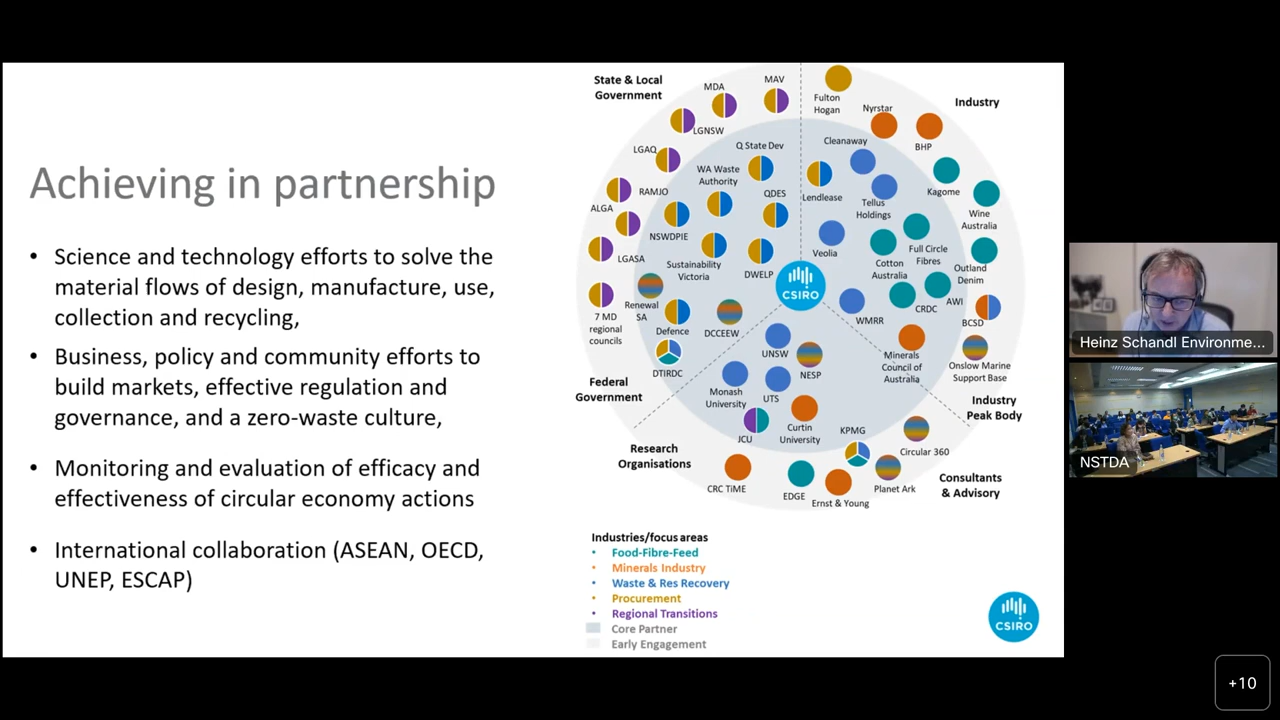 Achieving in partnership
• Science and technology efforts to solve the
material flows of design, manufacture, use,
collection and recycling,
• Business, policy and community efforts to
build markets, effective regulation and
governance, and a zero-waste culture,
• Monitoring and evaluation of efficacy and
effectiveness of circular economy actions
• International collaboration (ASEAN, OECD,
UNEP, ESCAP)
State & Local
Government
MDA
MAV
LGNSW
LGAQ
RAMJO
ALGA
LGASA
7 MD
regional
councils
Q State Dev
WA Waste
Authority
QDES
NSWDPIE
Sustainability
Victoria
DWELP
Renewal
SA
Defence
DCCEEW
DTIRDC
Federal
Government
Industry
Fulton
Hogan
Nyrstar
BHP
Cleanaway
Lendlease
Tellus
Holdings
Kagome
Wine
Australia
Veolia
Cotton
Australia
Full Circle
Fibres
Outland
Denim
CSIRO
WMRR
CRDC
AWI
BCSD
Minerals
Council of
Australia
Onslow Marine
Support Base
Industry
Peak Body
UNSW
NESP
Monash
University
UTS
JCU
Curtin
University
Research
Organisations
CRC TiME
KPMG
Circular 360
EDGE
Ernst & Young
Planet Ark
Consultants
& Advisory
Industries/focus areas
• Food-Fibre-Feed
• Minerals Industry
• Waste & Res Recovery
• Procurement
• Regional Transitions
Core Partner
Early Engagement
CSIRO
Heinz Schandl Environme...
NSTDA
+10